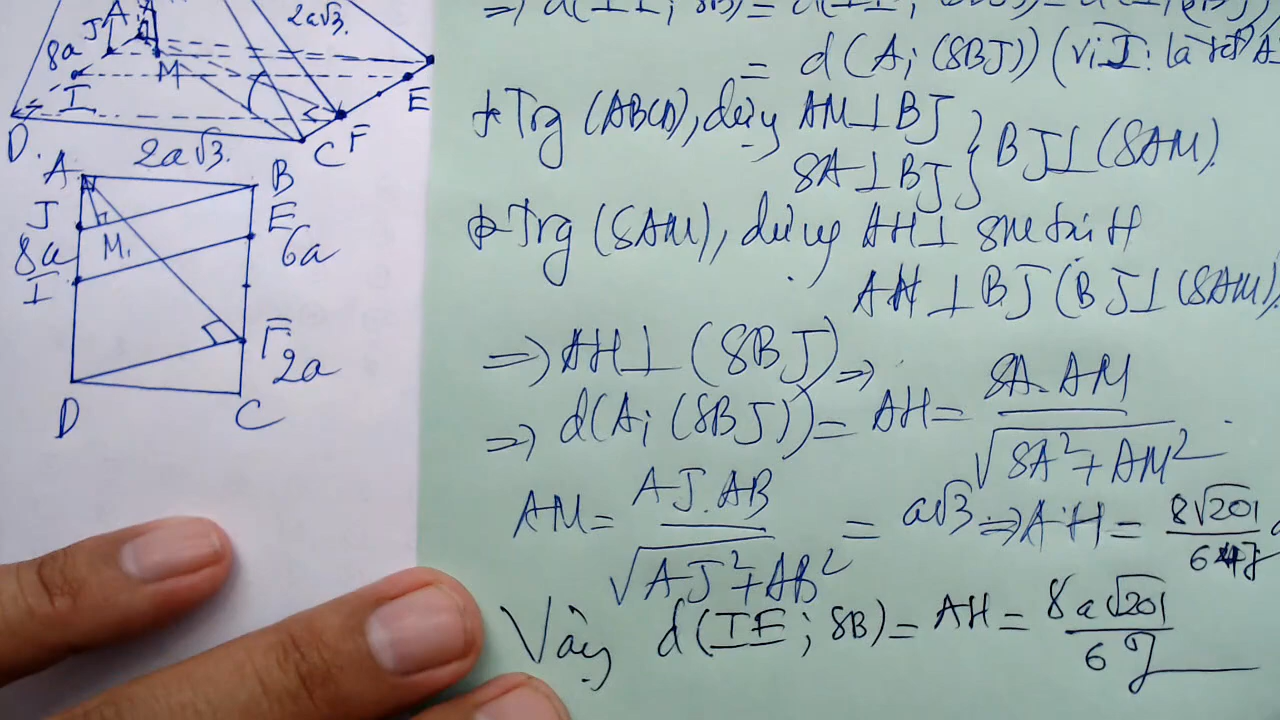 8a
J
A
M
I
2a√3.
D.
2a√3.
C
F
E
A
B
J
E
M.
8a
I
6a
F
2a
D
C
= d(A; (SBJ)) (vì I: là
* Trg (ABCD), dựng AM ⊥ BJ
SA ⊥ BJ } BJ ⊥ (SAM).
* Trg (SAM), dựng AH ⊥ SM tại H
AH ⊥ BJ (BJ ⊥ (SAM).
=> AH ⊥ (SBJ) =>
=> d(A; (SBJ)) = AH = SA.AM / √SA²+AM²
AM = AJ.AB / √AJ²+AB² = a√3 => AH = 8√201 / 67
Vậy d(IE; SB) = AH = 8a√201 / 67